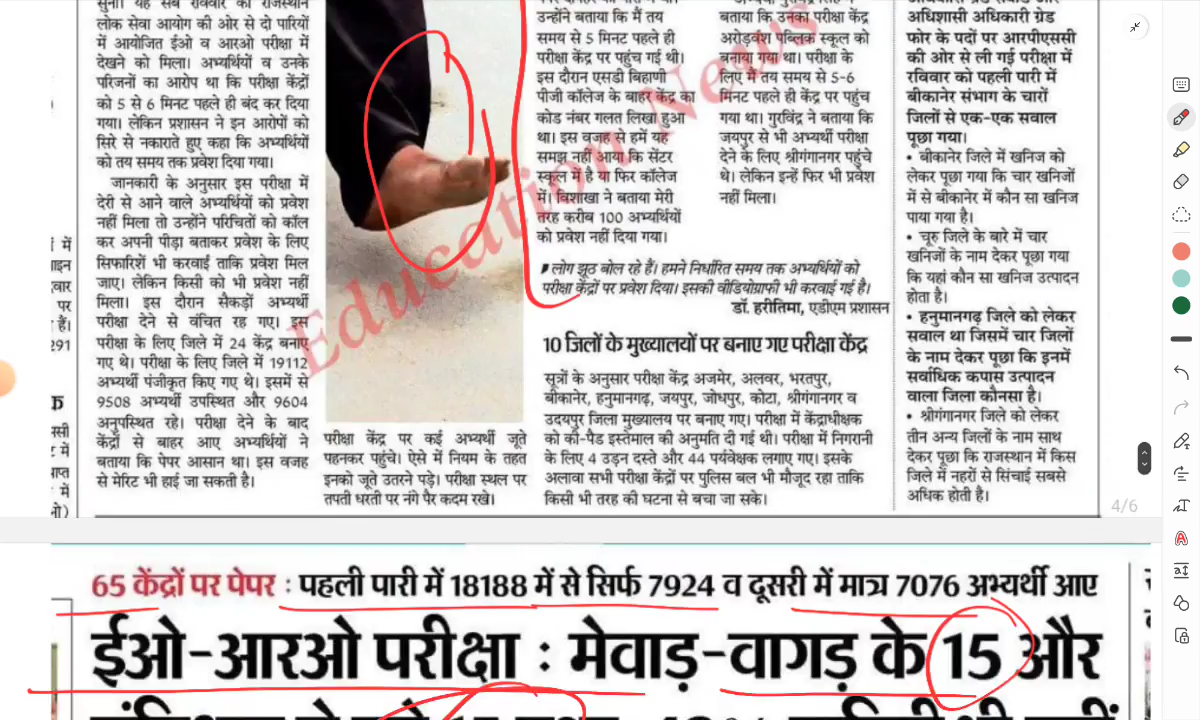 सुना। यह सब रविवार को राजस्थान
लोक सेवा आयोग की ओर से दो पारियों
में आयोजित ईओ व आरओ परीक्षा में
देखने को मिला। अभ्यर्थियों व उनके
परिजनों का आरोप था कि परीक्षा केंद्रों
को 5 से 6 मिनट पहले ही बंद कर दिया
गया। लेकिन प्रशासन ने इन आरोपों को
सिरे से नकाराते हुए कहा कि अभ्यर्थियों
को तय समय तक प्रवेश दिया गया।
जानकारी के अनुसार इस परीक्षा में
देरी से आने वाले अभ्यर्थियों को प्रवेश
नहीं मिला तो उन्होंने परिचितों को कॉल
कर अपनी पीड़ा बताकर प्रवेश के लिए
सिफारिशें भी करवाई ताकि प्रवेश मिल
जाए। लेकिन किसी को भी प्रवेश नहीं
मिला। इस दौरान सैकड़ों अभ्यर्थी
परीक्षा देने से वंचित रह गए। इस
परीक्षा के लिए जिले में 24 केंद्र बनाए
गए थे। परीक्षा के लिए जिले में 19112
अभ्यर्थी पंजीकृत किए गए थे। इसमें से
9508 अभ्यर्थी उपस्थित और 9604
अनुपस्थित रहे। परीक्षा देने के बाद
केंद्रों से बाहर आए अभ्यर्थियों ने
बताया कि पेपर आसान था। इस वजह
से मेरिट भी हाई जा सकती है।
परीक्षा केंद्र पर कई अभ्यर्थी जूते
पहनकर पहुंचे। ऐसे में नियम के तहत
इनको जूते उतरने पड़े। परीक्षा स्थल पर
तपती धरती पर नंगे पैर कदम रखे।
उन्होंने बताया कि मैं तय
समय से 5 मिनट पहले ही
परीक्षा केंद्र पर पहुंच गई थी।
इस दौरान एसडी बिहाणी
पीजी कॉलेज के बाहर केंद्र का
कोड नंबर गलत लिखा हुआ
था। इस वजह से हमें यह
समझ नहीं आया कि सेंटर
स्कूल में है या फिर कॉलेज
में। विशाखा ने बताया मेरी
तरह करीब 100 अभ्यर्थियों
को प्रवेश नहीं दिया गया।
बताया कि उनका परीक्षा केंद्र
अरोड़वंश पब्लिक स्कूल को
बनाया गया था। परीक्षा के
लिए मैं तय समय से 5-6
मिनट पहले ही केंद्र पर पहुंच
गया था। गुरविंद्र ने बताया कि
जयपुर से भी अभ्यर्थी परीक्षा
देने के लिए श्रीगंगानगर पहुंचे
थे। लेकिन इन्हें फिर भी प्रवेश
नहीं मिला।
लोग झूठ बोल रहे हैं। हमने निर्धारित समय तक अभ्यर्थियों को
परीक्षा केंद्रों पर प्रवेश दिया। इसकी वीडियोग्राफी भी करवाई गई है।
डॉ. हरीतिमा, एडीएम प्रशासन
10 जिलों के मुख्यालयों पर बनाए गए परीक्षा केंद्र
सूत्रों के अनुसार परीक्षा केंद्र अजमेर, अलवर, भरतपुर,
बीकानेर, हनुमानगढ़, जयपुर, जोधपुर, कोटा, श्रीगंगानगर व
उदयपुर जिला मुख्यालय पर बनाए गए। परीक्षा में केंद्राधीक्षक
को की-पैड इस्तेमाल की अनुमति दी गई थी। परीक्षा में निगरानी
के लिए 4 उड़न दस्ते और 44 पर्यवेक्षक लगाए गए। इसके
अलावा सभी परीक्षा केंद्रों पर पुलिस बल भी मौजूद रहा ताकि
किसी भी तरह की घटना से बचा जा सके।
अधिशासी अधिकारी ग्रेड
फोर के पदों पर आरपीएससी
की ओर से ली गई परीक्षा में
रविवार को पहली पारी में
बीकानेर संभाग के चारों
जिलों से एक-एक सवाल
पूछा गया।
• बीकानेर जिले में खनिज को
लेकर पूछा गया कि चार खनिजों
में से बीकानेर में कौन सा खनिज
पाया गया है।
• चूरु जिले के बारे में चार
खनिजों के नाम देकर पूछा गया
कि यहां कौन सा खनिज उत्पादन
होता है।
• हनुमानगढ़ जिले को लेकर
सवाल था जिसमें चार जिलों
के नाम देकर पूछा कि इनमें
सर्वाधिक कपास उत्पादन
वाला जिला कौनसा है।
• श्रीगंगानगर जिले को लेकर
तीन अन्य जिलों के नाम साथ
देकर पूछा कि राजस्थान में किस
जिले में नहरों से सिंचाई सबसे
अधिक होती है।
Education News
4/6
65 केंद्रों पर पेपर : पहली पारी में 18188 में से सिर्फ 7924 व दूसरी में मात्र 7076 अभ्यर्थी आए
ईओ-आरओ परीक्षा : मेवाड़-वागड़ के 15 और